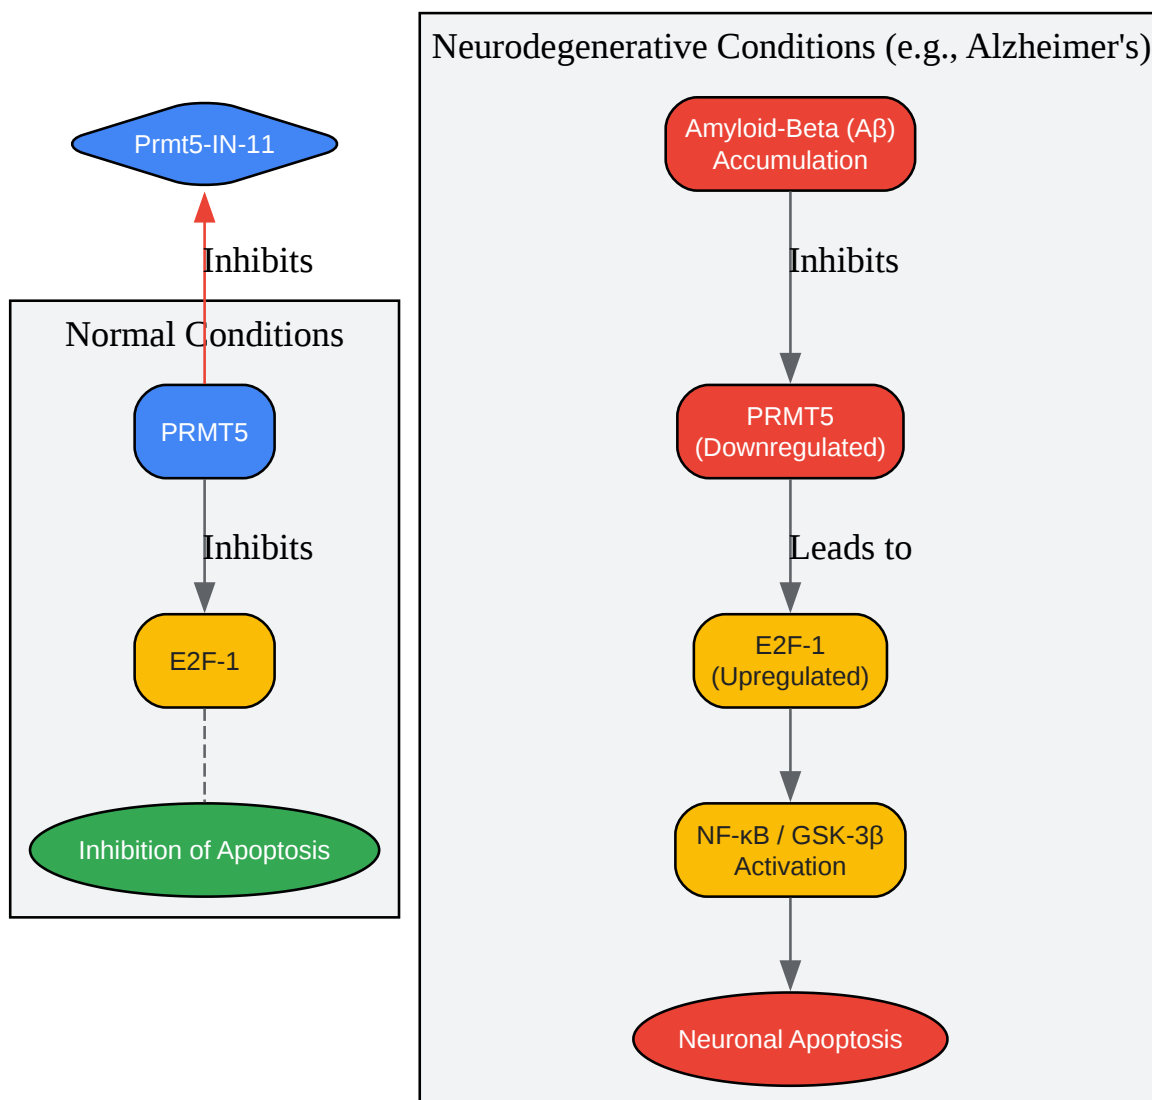 Prmt5-IN-11
Inhibits
Normal Conditions
PRMT5
Inhibits
E2F-1
Inhibition of Apoptosis
Neurodegenerative Conditions (e.g., Alzheimer's)
Amyloid-Beta (Aβ)
Accumulation
Inhibits
PRMT5
(Downregulated)
Leads to
E2F-1
(Upregulated)
NF-κB / GSK-3β
Activation
Neuronal Apoptosis